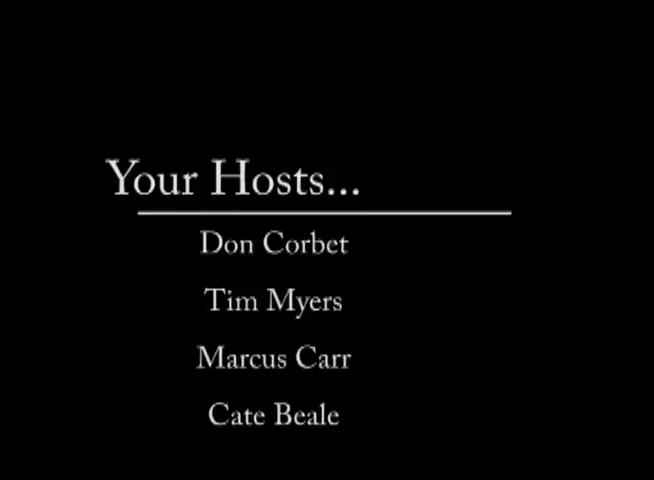 Your Hosts...
Don Corbet
Tim Myers
Marcus Carr
Cate Beale